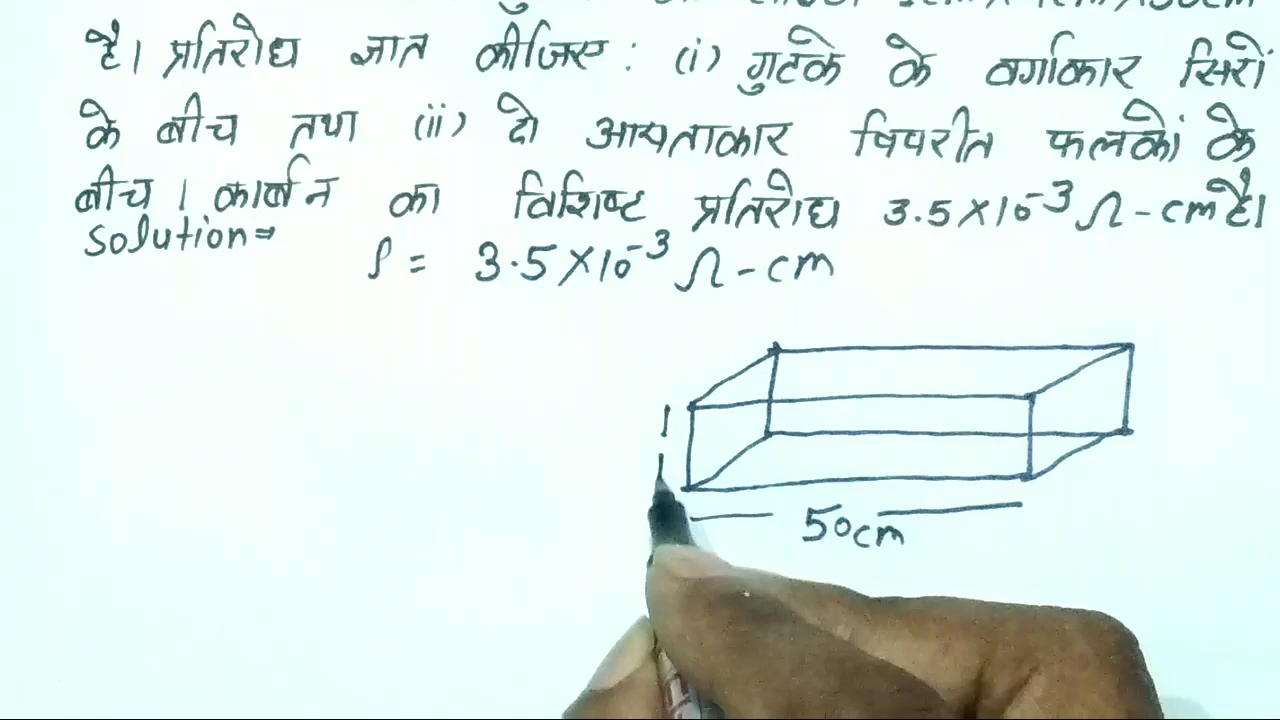 है। प्रतिरोध ज्ञात कीजिए : (i) गुटके के वर्गाकार सिरों
के बीच तथा (ii) दो आयताकार विपरीत फलकों के
बीच। कार्बन का विशिष्ट प्रतिरोध 3.5×10⁻³ Ω-cm है।
Solution⇒
ρ = 3.5×10⁻³ Ω-cm
50cm